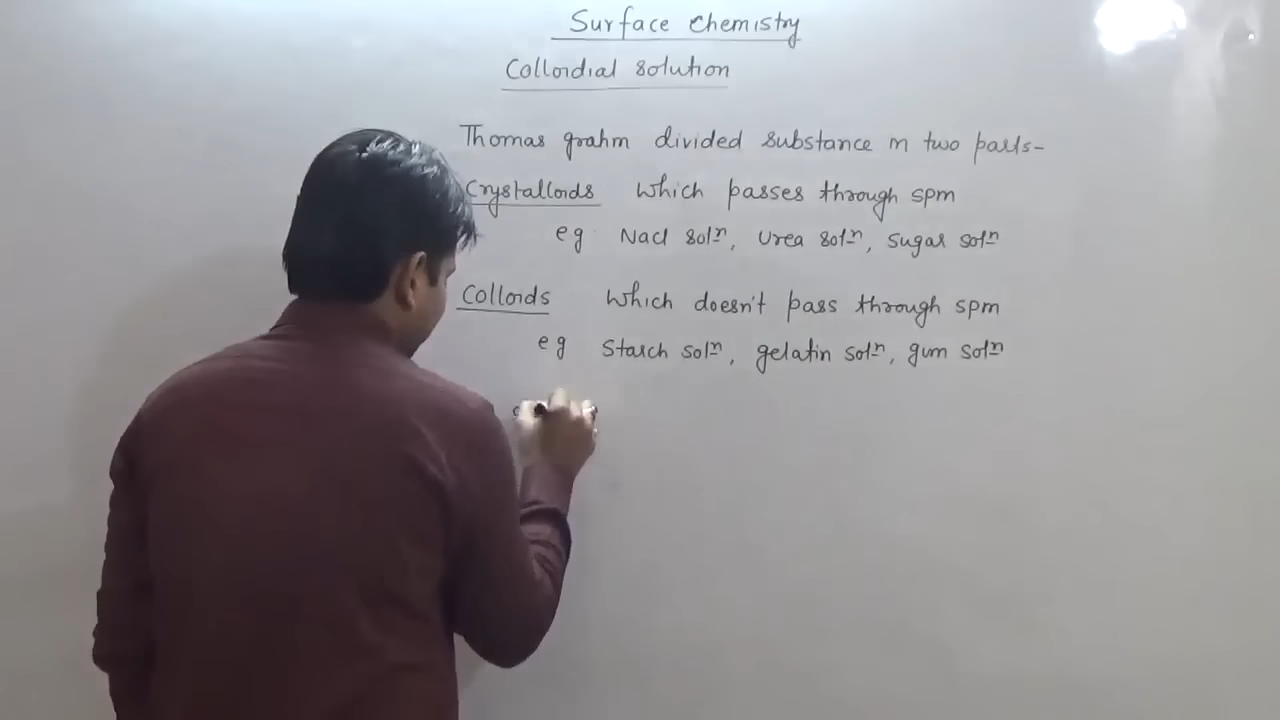 Surface Chemistry
Colloidial solution
Thomas grahm divided substance in two parts-
Crystalloids Which passes through spm
eg Nacl solⁿ, Urea solⁿ, Sugar solⁿ
Colloids Which doesn't pass through spm
eg Starch solⁿ, gelatin solⁿ, gum solⁿ